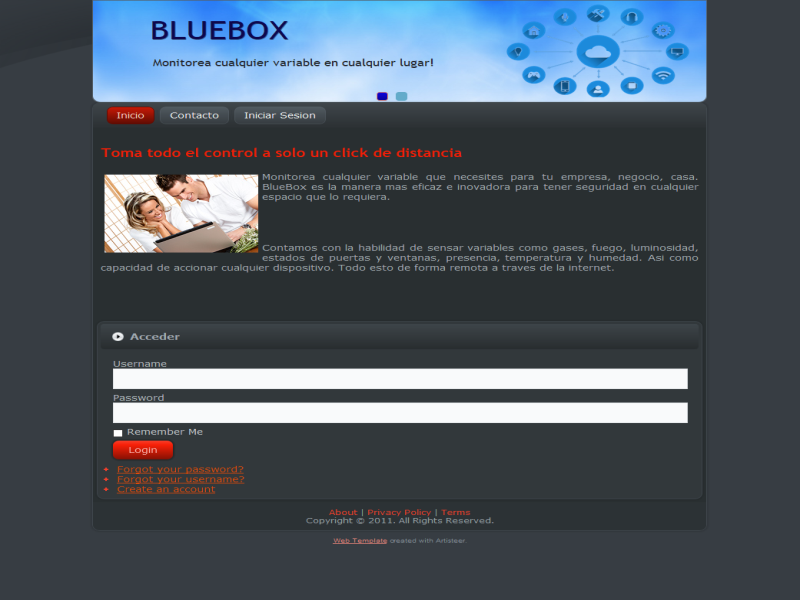 BLUEBOX
Monitorea cualquier variable en cualquier lugar!
Inicio
Contacto
Iniciar Sesion
Toma todo el control a solo un click de distancia
Monitorea cualquier variable que necesites para tu empresa, negocio, casa.
BlueBox es la manera mas eficaz e inovadora para tener seguridad en cualquier
espacio que lo requiera.
Contamos con la habilidad de sensar variables como gases, fuego, luminosidad,
estados de puertas y ventanas, presencia, temperatura y humedad. Asi como
capacidad de accionar cualquier dispositivo. Todo esto de forma remota a traves de la internet.
Acceder
Username
Password
Remember Me
Login
Forgot your password?
Forgot your username?
Create an account
About | Privacy Policy | Terms
Copyright © 2011. All Rights Reserved.
Web Template created with Artisteer.